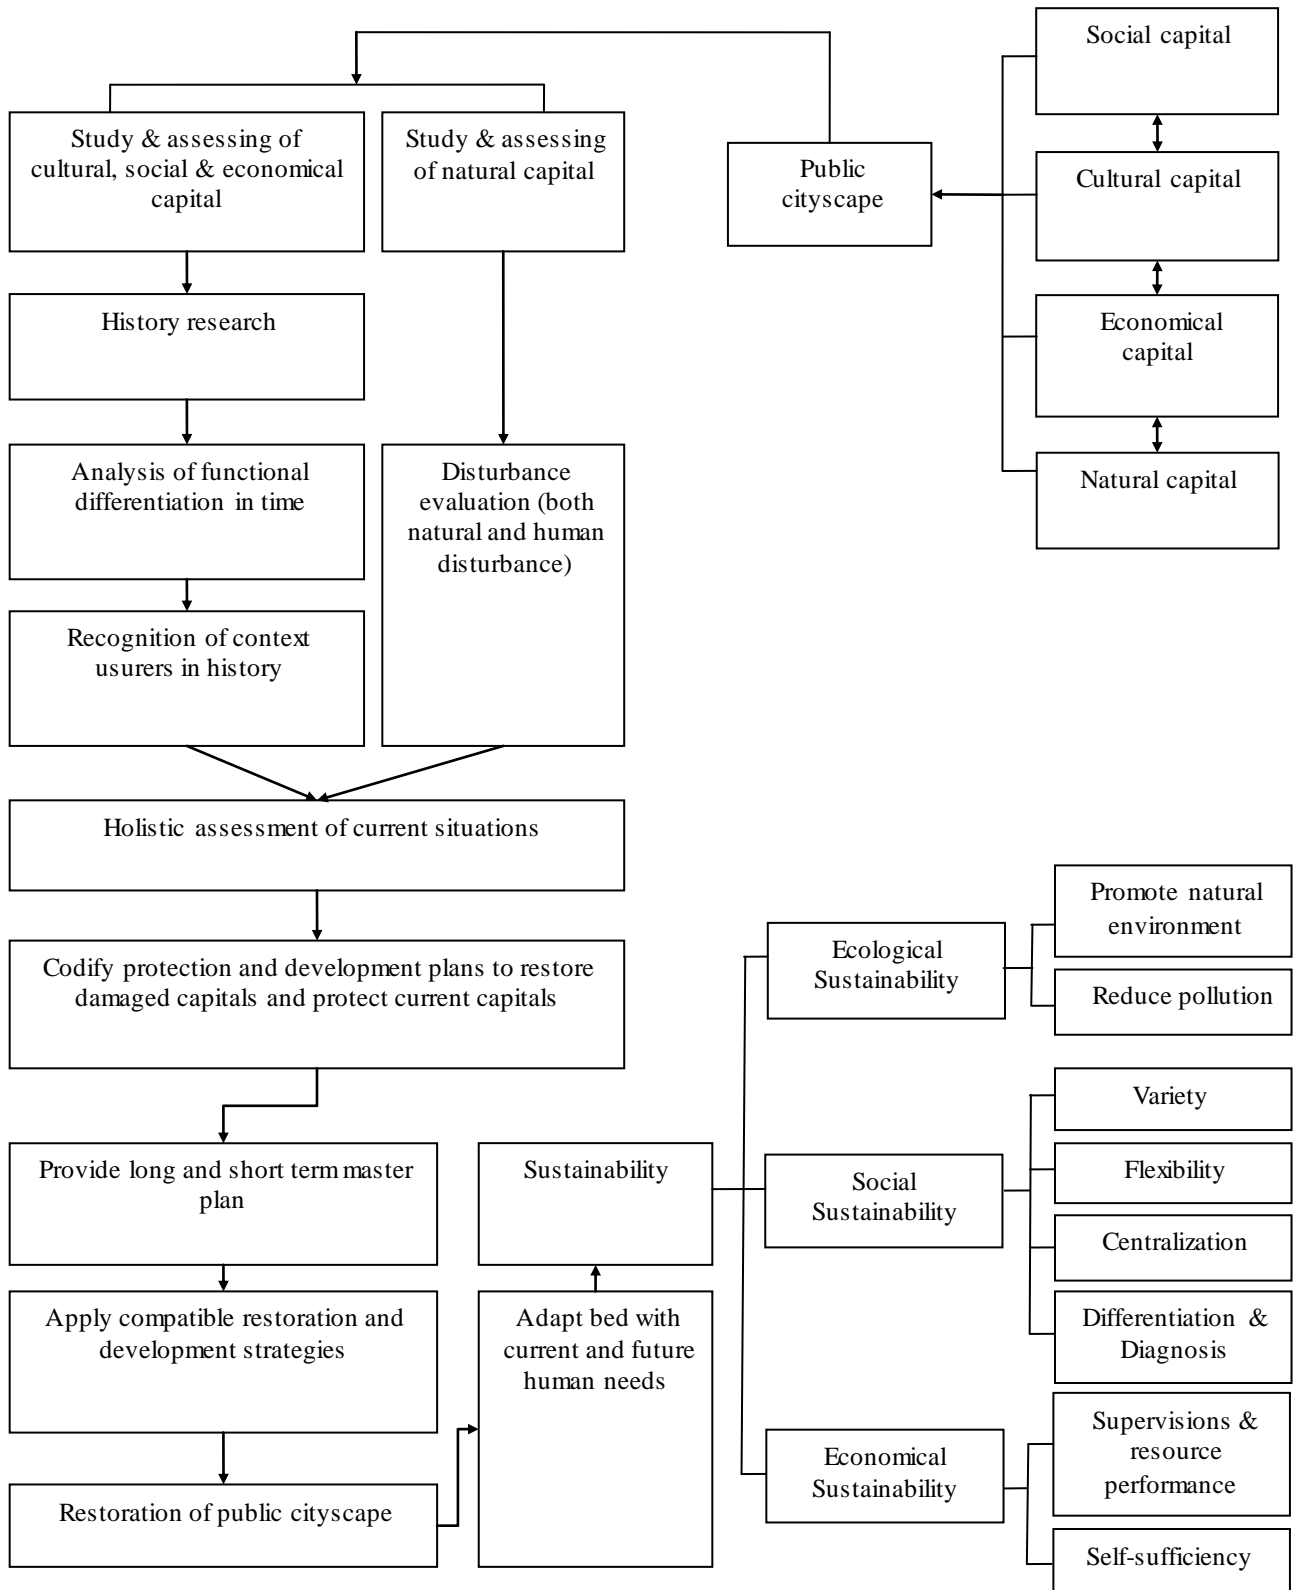 Social capital
Study & assessing of
cultural, social & economical
capital
Study & assessing
of natural capital
Public
cityscape
Cultural capital
History research
Economical
capital
Analysis of functional
differentiation in time
Disturbance
evaluation (both
natural and human
disturbance)
Natural capital
Recognition of context
usurers in history
Holistic assessment of current situations
Codify protection and development plans to restore
damaged capitals and protect current capitals
Provide long and short term master
plan
Apply compatible restoration and
development strategies
Restoration of public cityscape
Adapt bed with
current and future
human needs
Sustainability
Ecological
Sustainability
Promote natural
environment
Reduce pollution
Social
Sustainability
Variety
Flexibility
Centralization
Differentiation &
Diagnosis
Economical
Sustainability
Supervisions &
resource
performance
Self-sufficiency